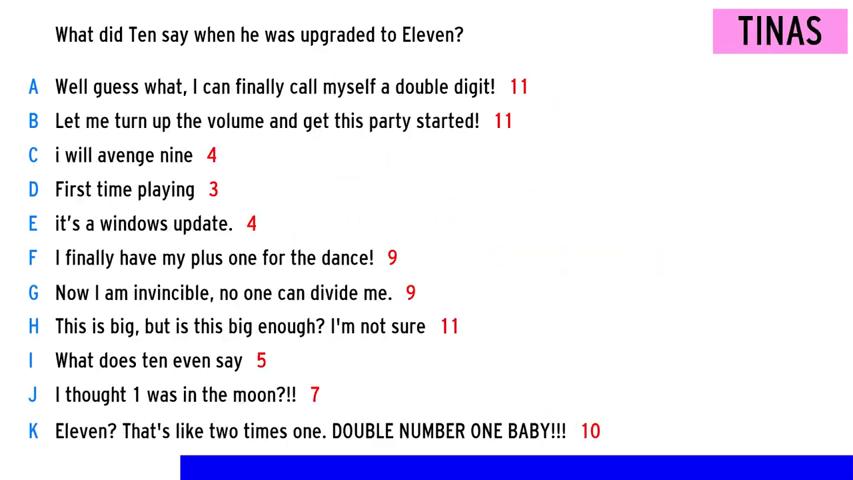 What did Ten say when he was upgraded to Eleven?
TINAS
A Well guess what, I can finally call myself a double digit! 11
B Let me turn up the volume and get this party started! 11
C i will avenge nine 4
D First time playing 3
E it's a windows update. 4
F I finally have my plus one for the dance! 9
G Now I am invincible, no one can divide me. 9
H This is big, but is this big enough? I'm not sure 11
I What does ten even say 5
J I thought 1 was in the moon?!! 7
K Eleven? That's like two times one. DOUBLE NUMBER ONE BABY!!! 10